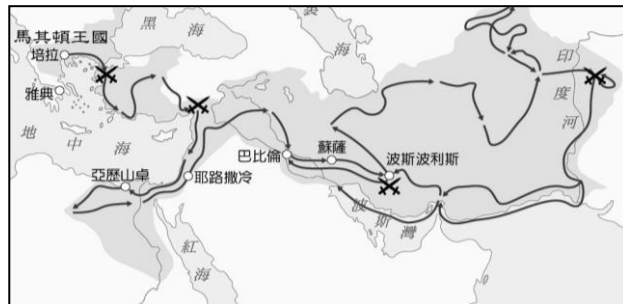 黑海
裏海
馬其頓王國
培拉
印度河
雅典
地中海
巴比倫
蘇薩
波斯波利斯
亞歷山卓
耶路撒冷
波斯灣
紅海